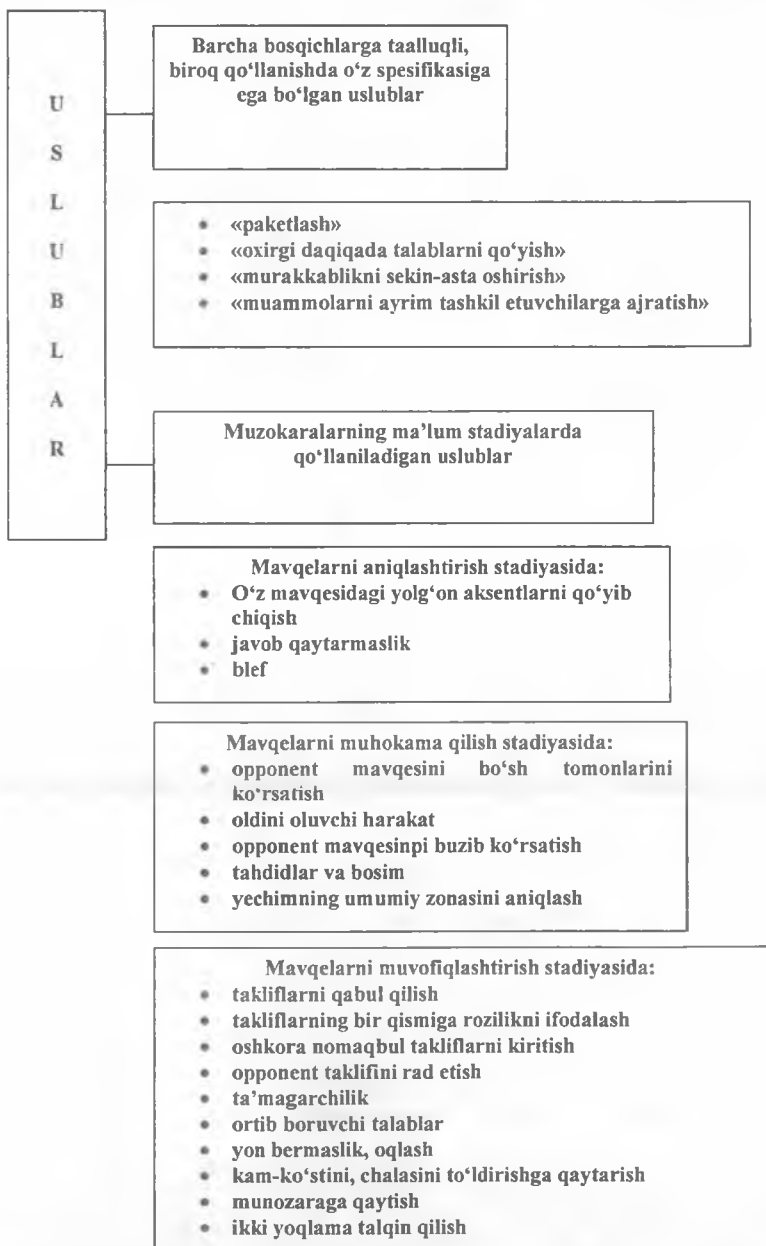 U
S
L
U
B
L
A
R
Barcha bosqichlarga taalluqli,
biroq qo‘llanishda o‘z spesifikasiga
ega bo‘lgan uslublar
• «paketlash»
• «oxirgi daqiqada talablarni qo‘yish»
• «murakkablikni sekin-asta oshirish»
• «muammolarni ayrim tashkil etuvchilarga ajratish»
Muzokaralarning ma’lum stadiyalarda
qo‘llaniladigan uslublar
Mavqelarni aniqlashtirish stadiyasida:
• O‘z mavqesidagi yolg‘on aksentlarni qo‘yib
chiqish
• javob qaytarmaslik
• blef
Mavqelarni muhokama qilish stadiyasida:
• opponent mavqesini bo‘sh tomonlarini
ko‘rsatish
• oldini oluvchi harakat
• opponent mavqesinpi buzib ko‘rsatish
• tahdidlar va bosim
• yechimning umumiy zonasini aniqlash
Mavqelarni muvofiqlashtirish stadiyasida:
• takliflarni qabul qilish
• takliflarning bir qismiga rozilikni ifodalash
• oshkora nomaqbul takliflarni kiritish
• opponent taklifini rad etish
• ta’magarchilik
• ortib boruvchi talablar
• yon bermaslik, oqlash
• kam-ko‘stini, chalasini to‘ldirishga qaytarish
• munozaraga qaytish
• ikki yoqlama talqin qilish